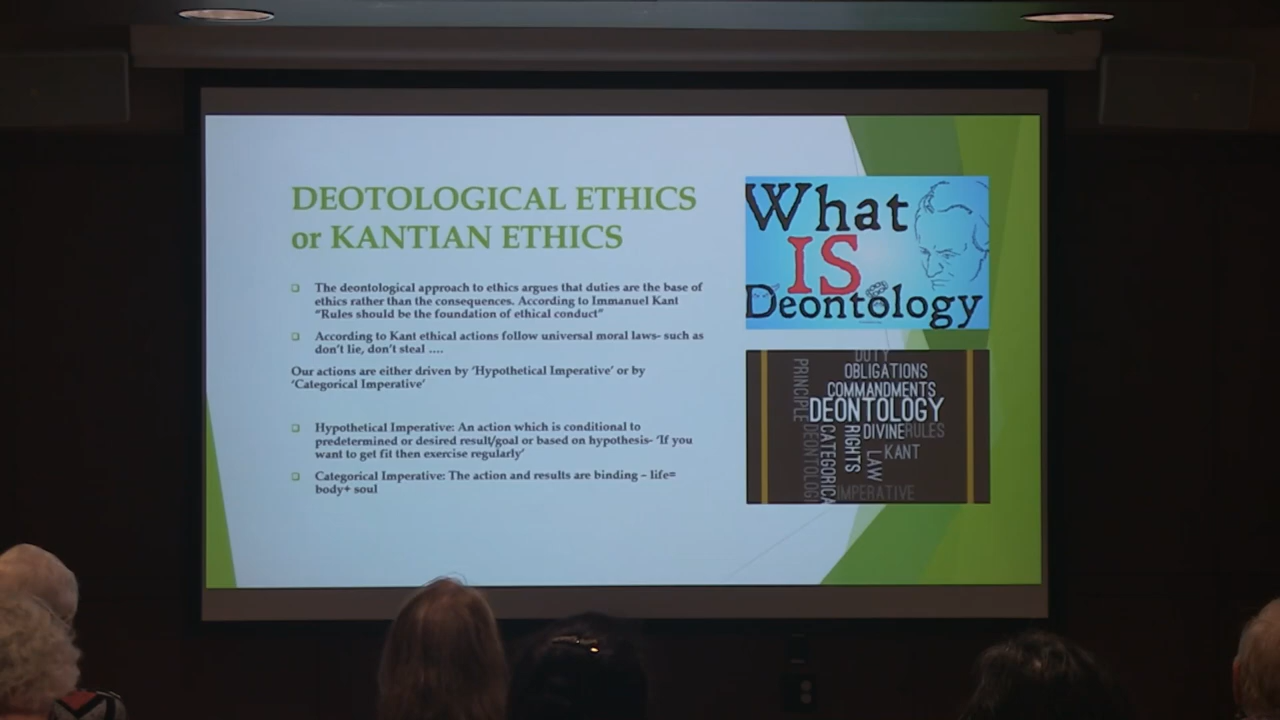 DEOTOLOGICAL ETHICS
or KANTIAN ETHICS
The deontological approach to ethics argues that duties are the base of
ethics rather than the consequences. According to Immanuel Kant
“Rules should be the foundation of ethical conduct”
According to Kant ethical actions follow universal moral laws- such as
don’t lie, don’t steal ….
Our actions are either driven by ‘Hypothetical Imperative’ or by
‘Categorical Imperative’
Hypothetical Imperative: An action which is conditional to
predetermined or desired result/goal or based on hypothesis- ‘If you
want to get fit then exercise regularly’
Categorical Imperative: The action and results are binding – life=
body+ soul
What
IS
Deontology
DUTY
OBLIGATIONS
COMMANDMENTS
DEONTOLOGY
PRINCIPLE
DEONTOLOGI
CATEGORICA
RIGHTS
DIVINE
RULES
LAW
KANT
IMPERATIVE